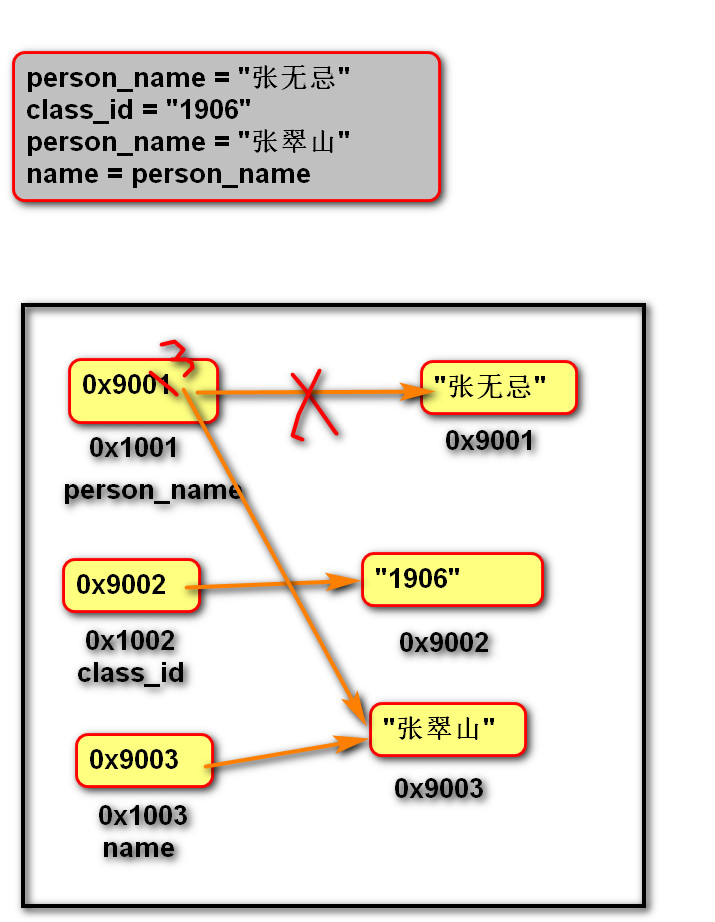 person_name = "张无忌"
class_id = "1906"
person_name = "张翠山"
name = person_name
0x9001
3
"张无忌"
0x1001
0x9001
person_name
0x9002
"1906"
0x1002
0x9002
class_id
0x9003
"张翠山"
0x1003
0x9003
name